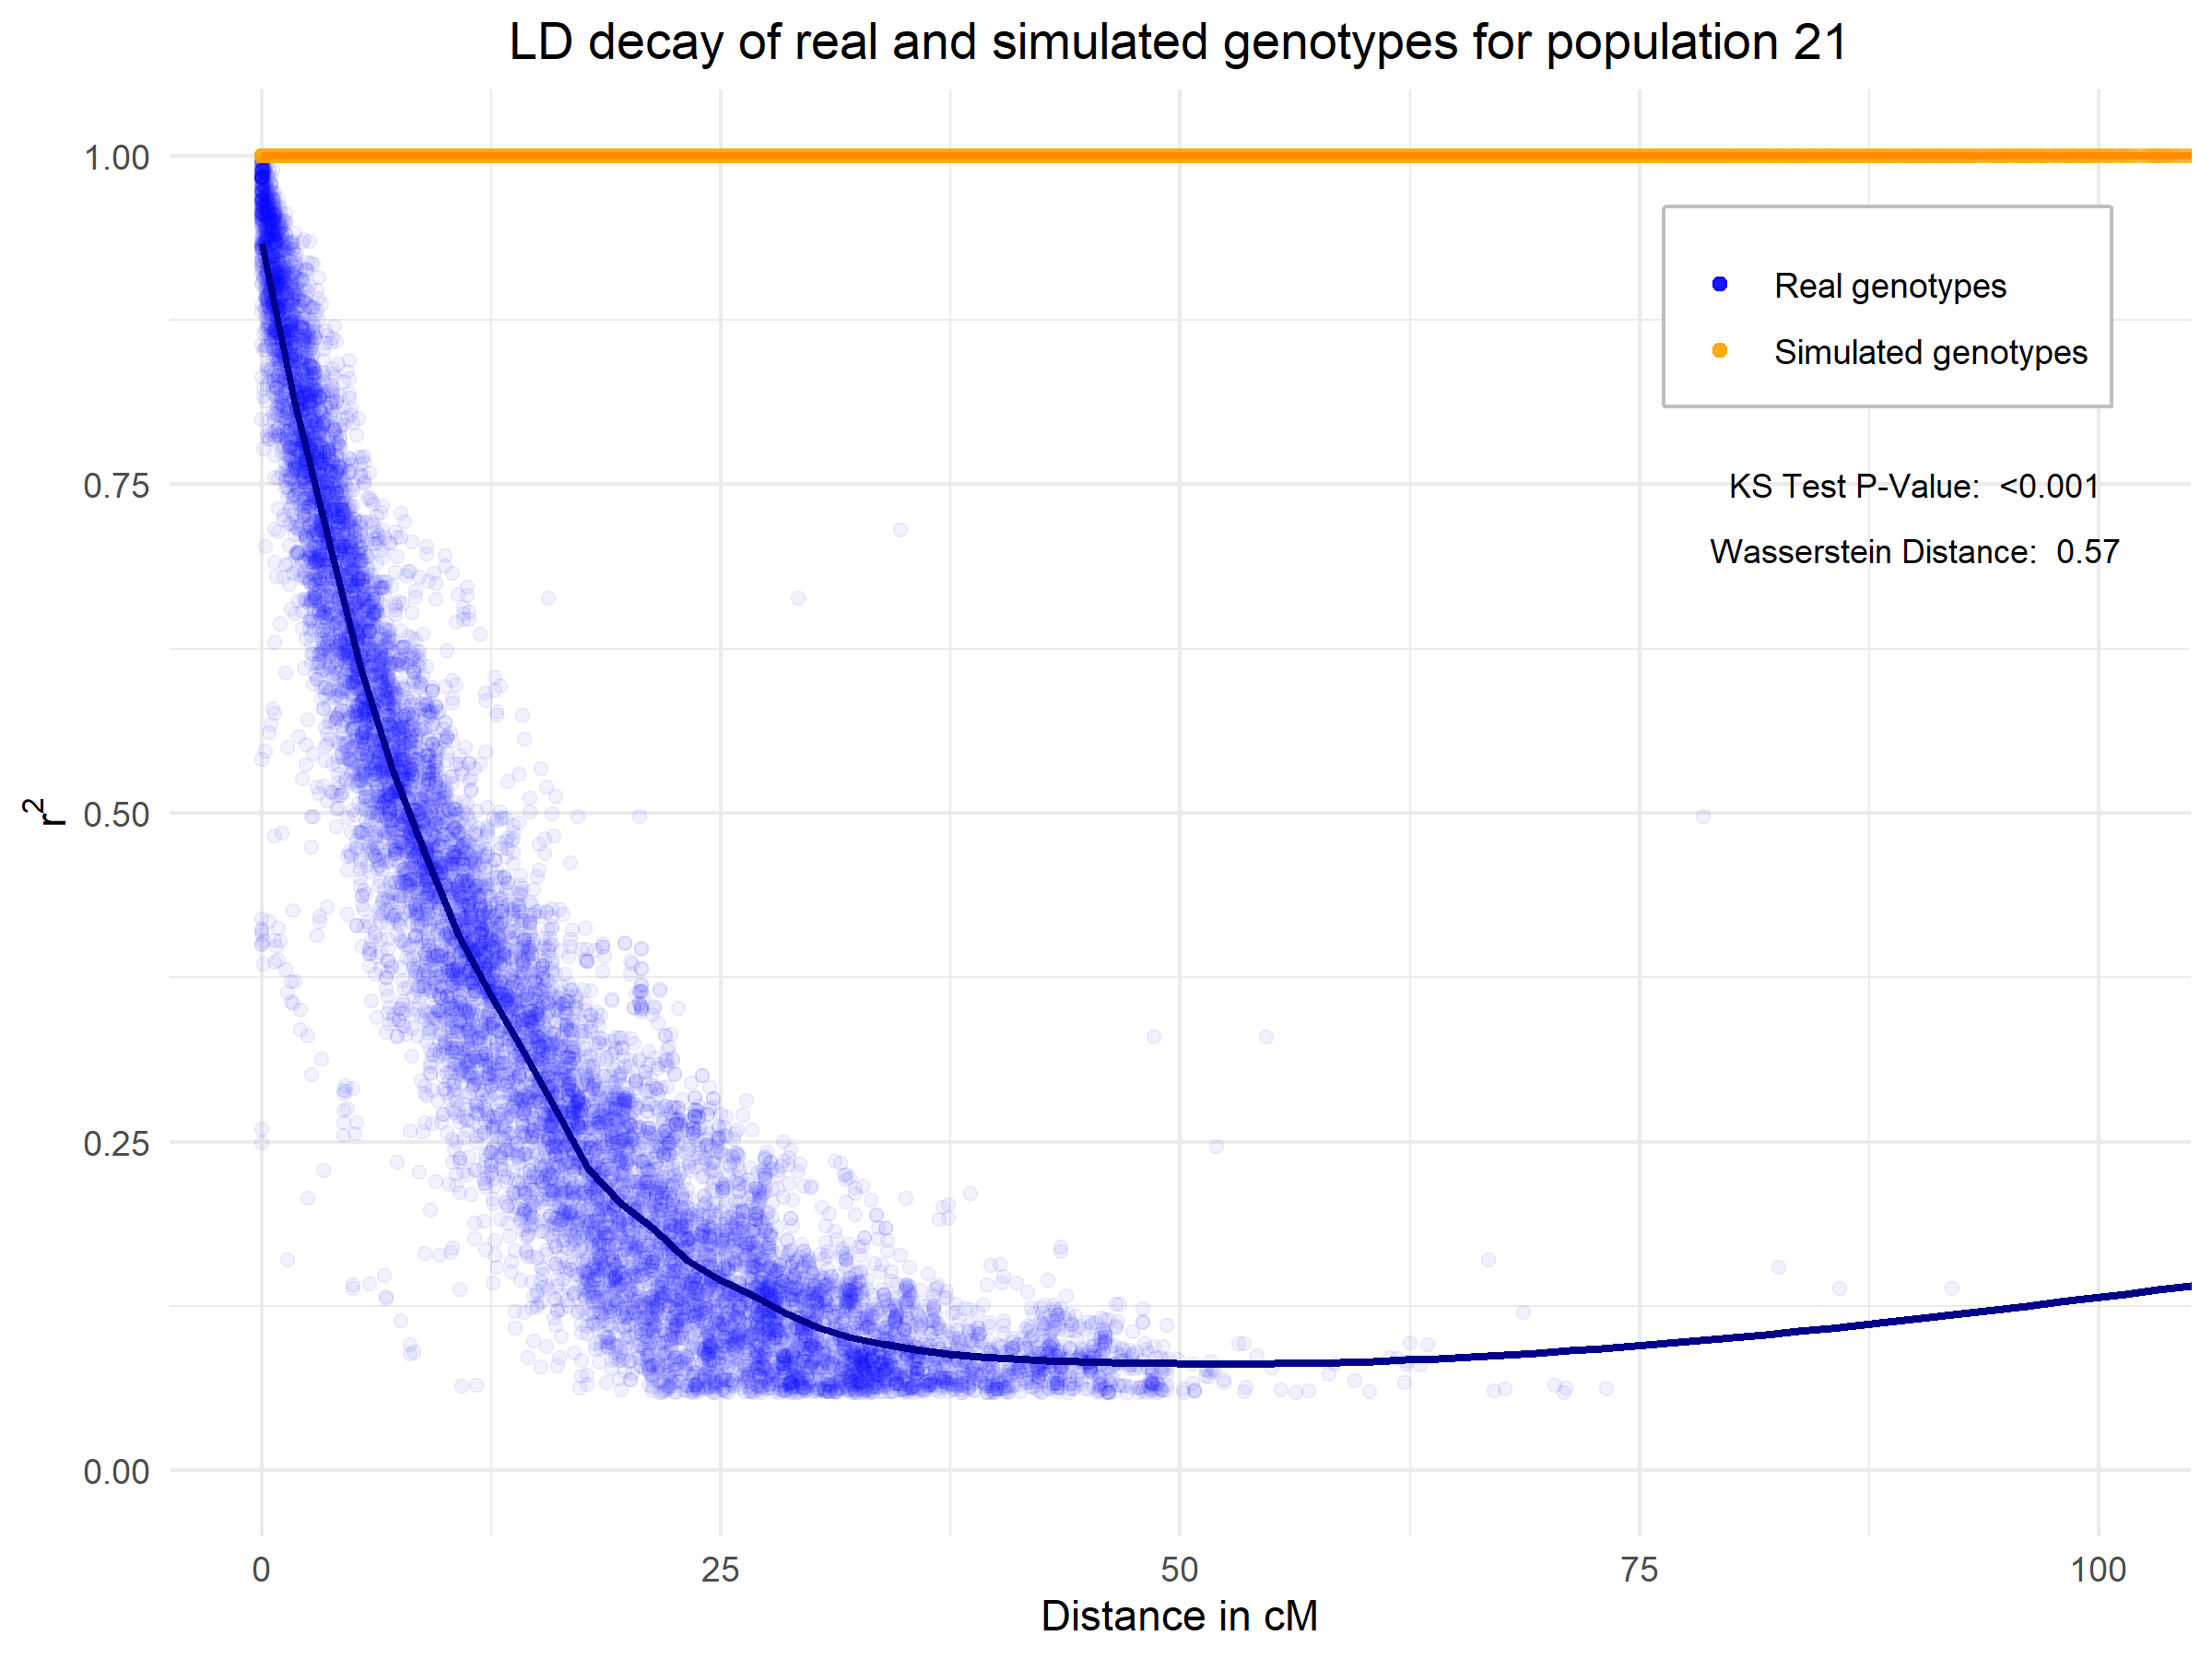 LD decay of real and simulated genotypes for population 21
1.00
0.75
0.50
0.25
0.00
r²
Real genotypes
Simulated genotypes
KS Test P-Value: <0.001
Wasserstein Distance: 0.57
0 25 50 75 100
Distance in cM